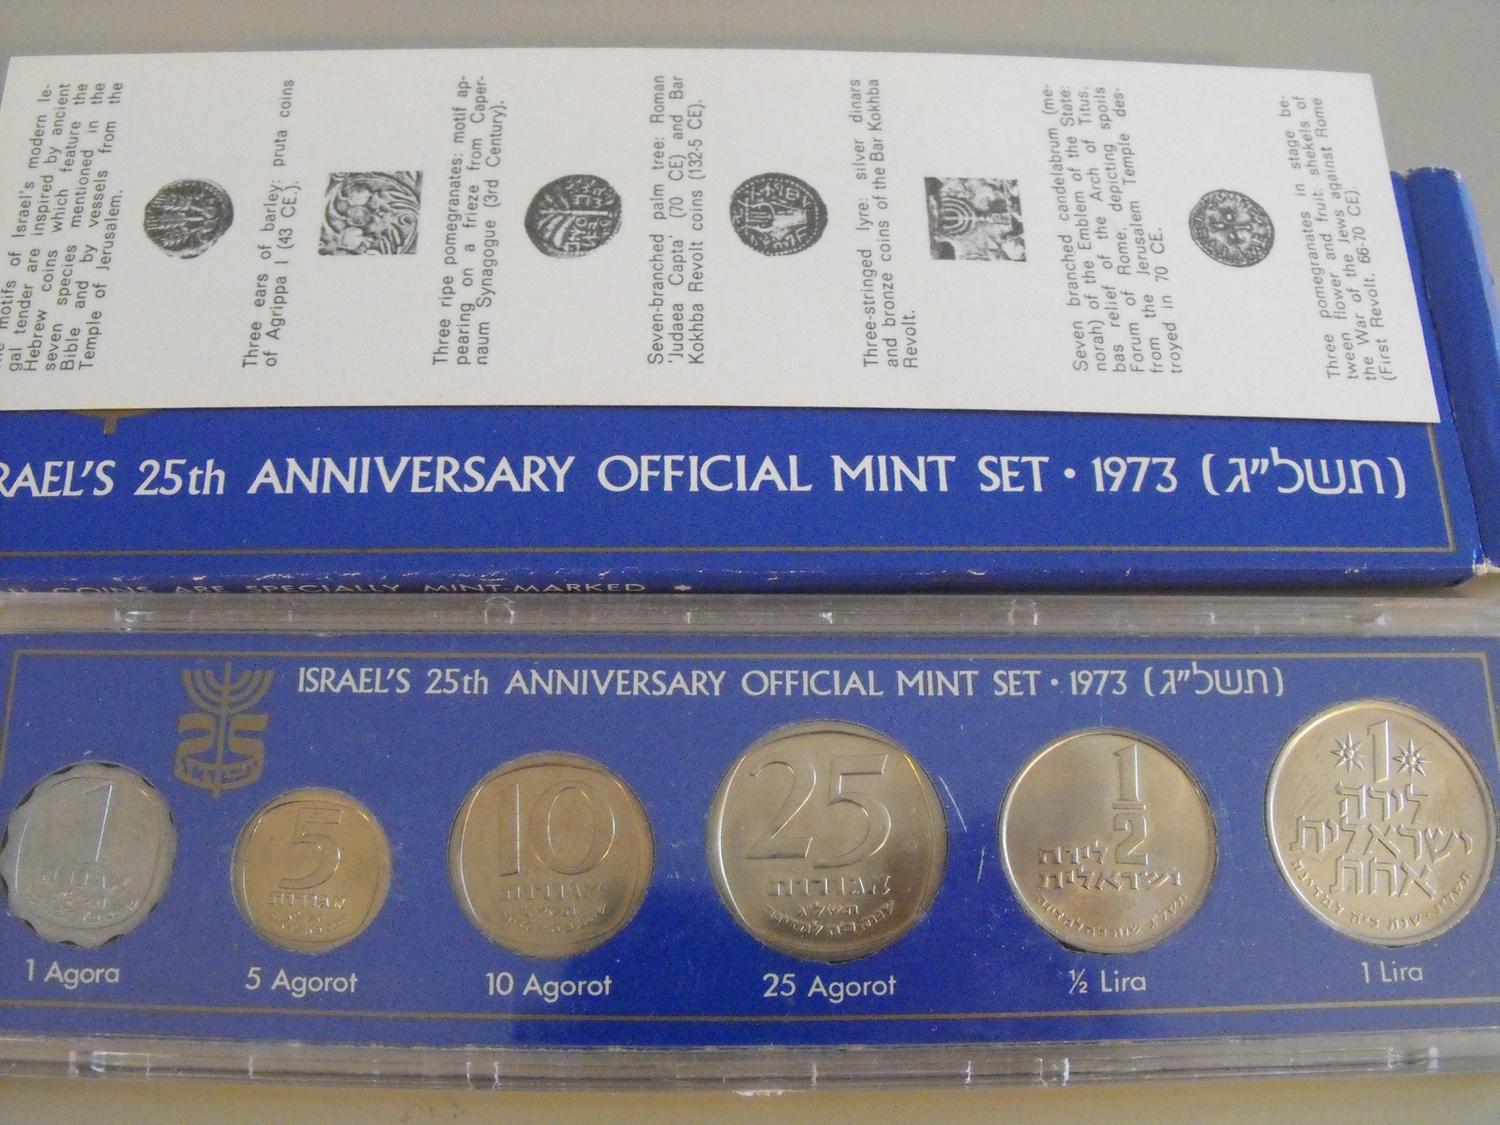 motifs of Israel's modern le-
gal tender are inspired by ancient
Hebrew coins which feature the
seven species mentioned in the
Bible and by vessels from the
Temple of Jerusalem.
Three ears of barley: pruta coins
of Agrippa I (43 CE.).
Three ripe pomegranates: motif ap-
pearing on a frieze from Caper-
naum Synagogue (3rd Century).
Seven-branched palm tree: Roman
'Judaea Capta' (70 CE) and Bar
Kokhba Revolt coins (132-5 CE).
Three-stringed lyre: silver dinars
and bronze coins of the Bar Kokhba
Revolt.
Seven branched candelabrum (me-
norah) of the Emblem of the State:
bas relief of the Arch of Titus,
Forum of Rome, depicting spoils
from the Jerusalem Temple des-
troyed in 70 CE.
Three pomegranates in stage be-
tween flower and fruit: shekels of
the War of the Jews against Rome
(First Revolt. 66-70 CE).
RAEL'S 25th ANNIVERSARY OFFICIAL MINT SET • 1973 (תשל"ג)
COINS ARE SPECIALLY MINT-MARKED ★
ISRAEL'S 25th ANNIVERSARY OFFICIAL MINT SET • 1973 (תשל"ג)
25
ישראל
1
אגורה
5
אגורות
10
אגורות
25
אגורות
תשל"ג
1/2
לירה
ישראלית
1
לירה
ישראלית
אחת
1 Agora
5 Agorot
10 Agorot
25 Agorot
½ Lira
1 Lira